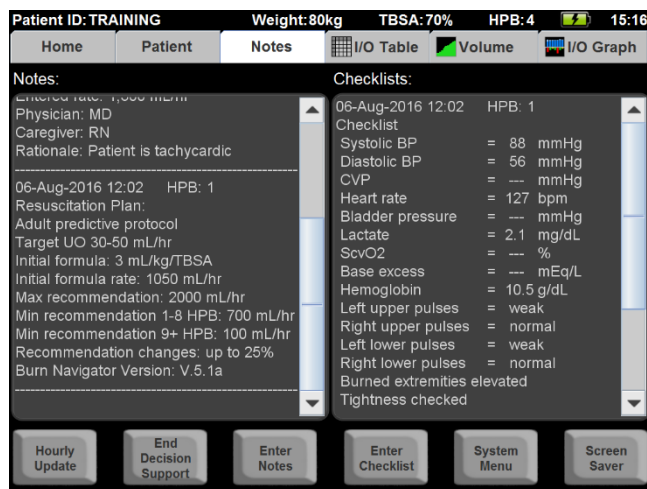 Patient ID: TRAINING Weight: 80kg TBSA: 70% HPB: 4 15:16
Home Patient Notes I/O Table Volume I/O Graph
Notes:
Entered rate: 1,000 mL/hr
Physician: MD
Caregiver: RN
Rationale: Patient is tachycardic
06-Aug-2016 12:02 HPB: 1
Resuscitation Plan:
Adult predictive protocol
Target UO 30-50 mL/hr
Initial formula: 3 mL/kg/TBSA
Initial formula rate: 1050 mL/hr
Max recommendation: 2000 mL/hr
Min recommendation 1-8 HPB: 700 mL/hr
Min recommendation 9+ HPB: 100 mL/hr
Recommendation changes: up to 25%
Burn Navigator Version: V.5.1a
Checklists:
06-Aug-2016 12:02 HPB: 1
Checklist
Systolic BP = 88 mmHg
Diastolic BP = 56 mmHg
CVP = --- mmHg
Heart rate = 127 bpm
Bladder pressure = --- mmHg
Lactate = 2.1 mg/dL
ScvO2 = --- %
Base excess = --- mEq/L
Hemoglobin = 10.5 g/dL
Left upper pulses = weak
Right upper pulses = normal
Left lower pulses = weak
Right lower pulses = normal
Burned extremities elevated
Tightness checked
Hourly Update
End Decision Support
Enter Notes
Enter Checklist
System Menu
Screen Saver